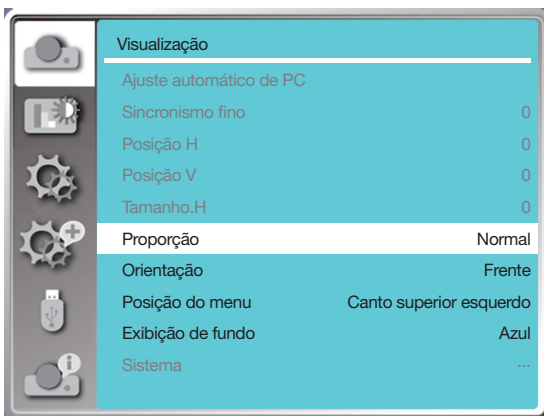 Visualização
Ajuste automático de PC
Sincronismo fino 0
Posição H 0
Posição V 0
Tamanho.H 0
Proporção Normal
Orientação Frente
Posição do menu Canto superior esquerdo
Exibição de fundo Azul
Sistema ...